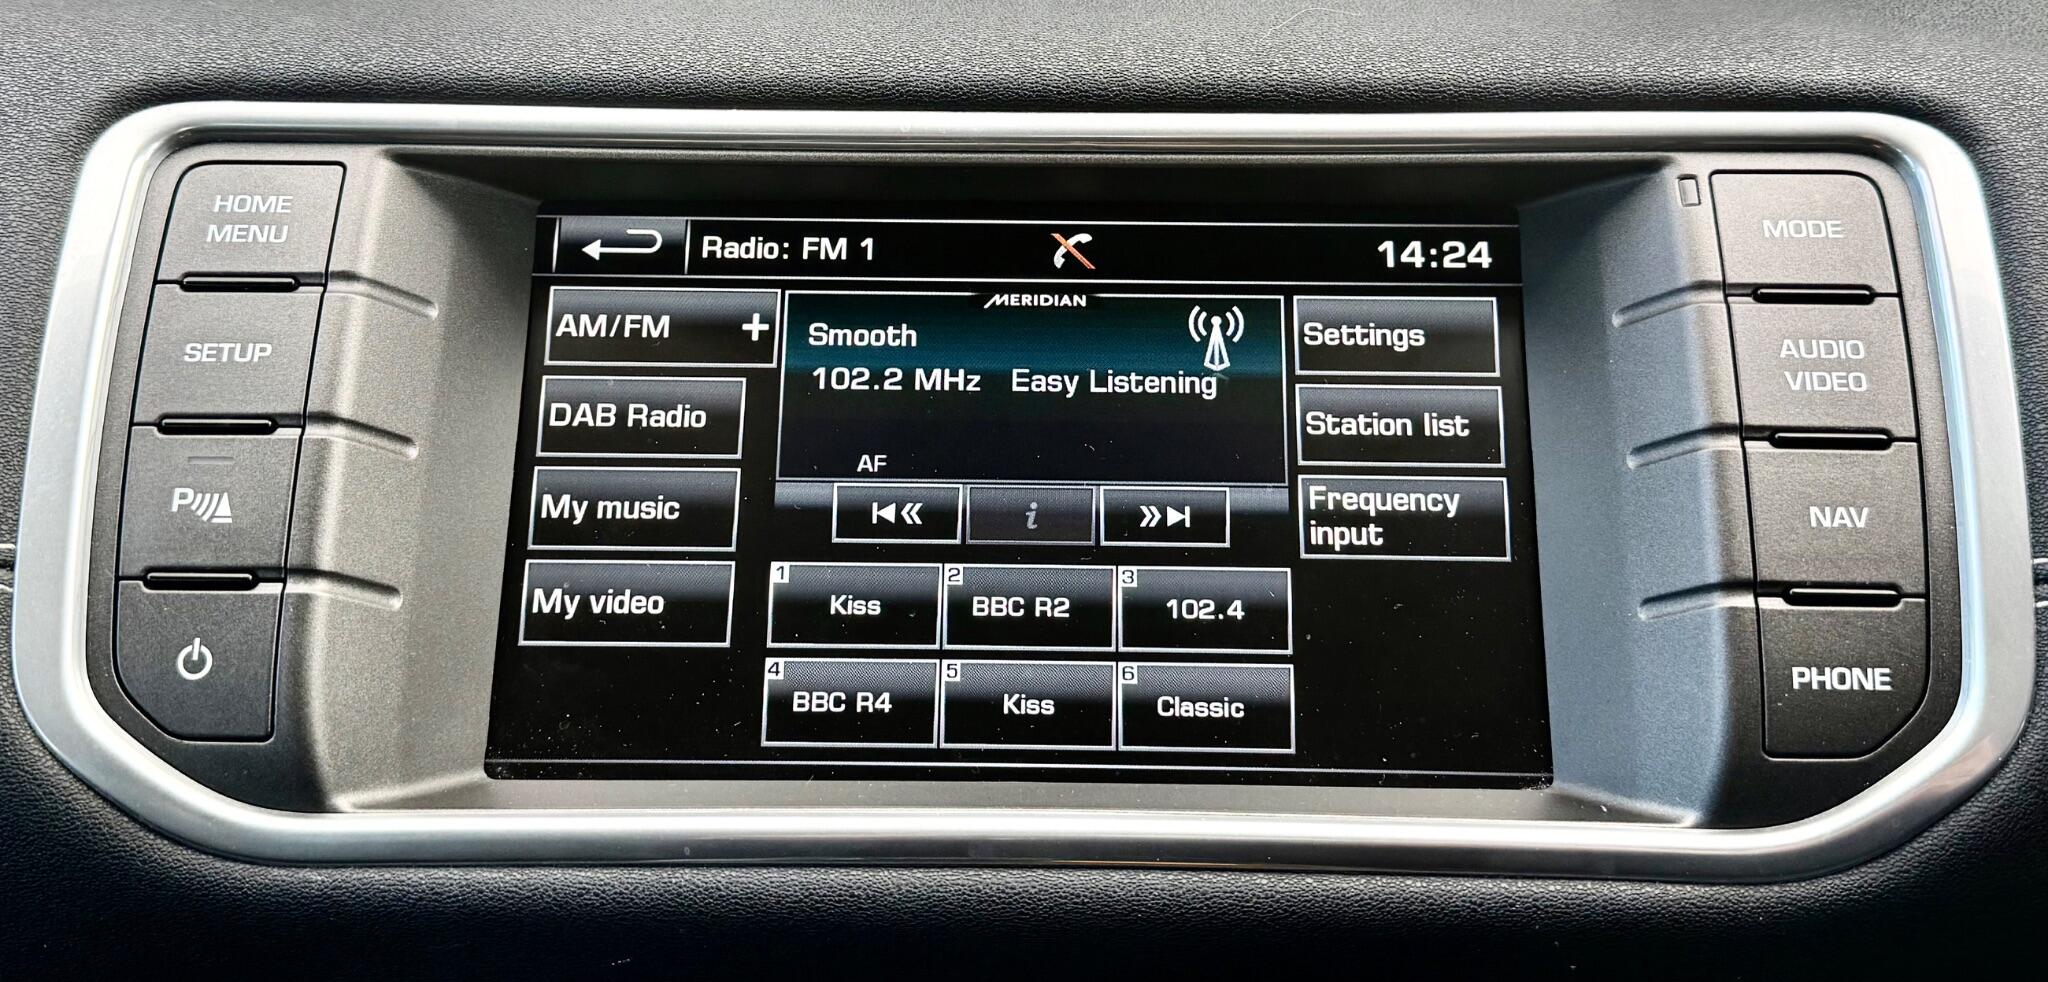 HOME
MENU
SETUP
P
Radio: FM 1
14:24
AM/FM +
DAB Radio
My music
My video
MERIDIAN
Smooth
102.2 MHz Easy Listening
AF
i
1 Kiss
2 BBC R2
3 102.4
4 BBC R4
5 Kiss
6 Classic
Settings
Station list
Frequency
input
MODE
AUDIO
VIDEO
NAV
PHONE